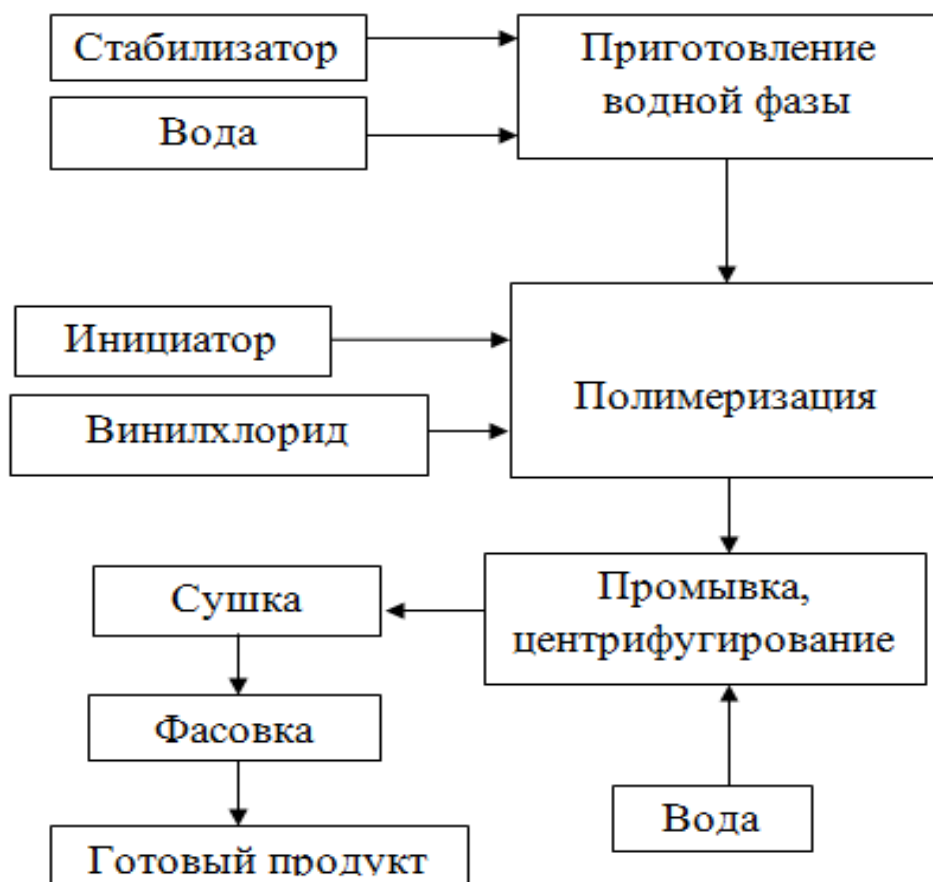 Стабилизатор
Вода
Приготовление
водной фазы
Инициатор
Винилхлорид
Полимеризация
Промывка,
центрифугирование
Сушка
Фасовка
Вода
Готовый продукт